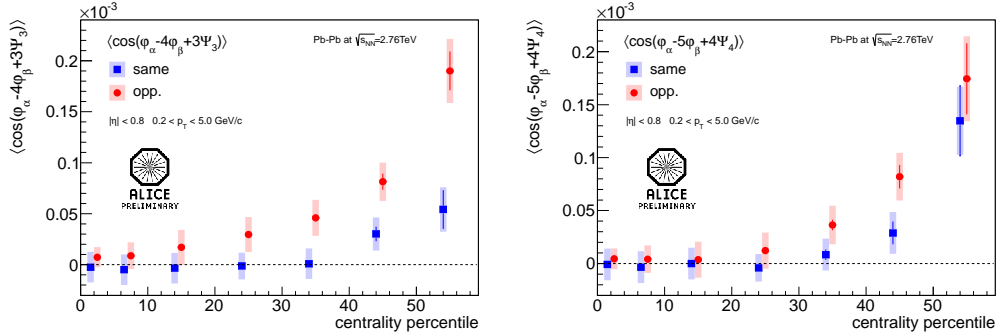 ×10⁻³
⟨cos(φα-4φβ+3Ψ3)⟩
⟨cos(φα-4φβ+3Ψ3)⟩
Pb-Pb at √sNN=2.76TeV
same
opp.
|η| < 0.8 0.2 < pT < 5.0 GeV/c
ALICE
PRELIMINARY
0.2
0.15
0.1
0.05
0
0 10 20 30 40 50
centrality percentile
×10⁻³
⟨cos(φα-5φβ+4Ψ4)⟩
⟨cos(φα-5φβ+4Ψ4)⟩
Pb-Pb at √sNN=2.76TeV
same
opp.
|η| < 0.8 0.2 < pT < 5.0 GeV/c
ALICE
PRELIMINARY
0.2
0.15
0.1
0.05
0
0 10 20 30 40 50
centrality percentile